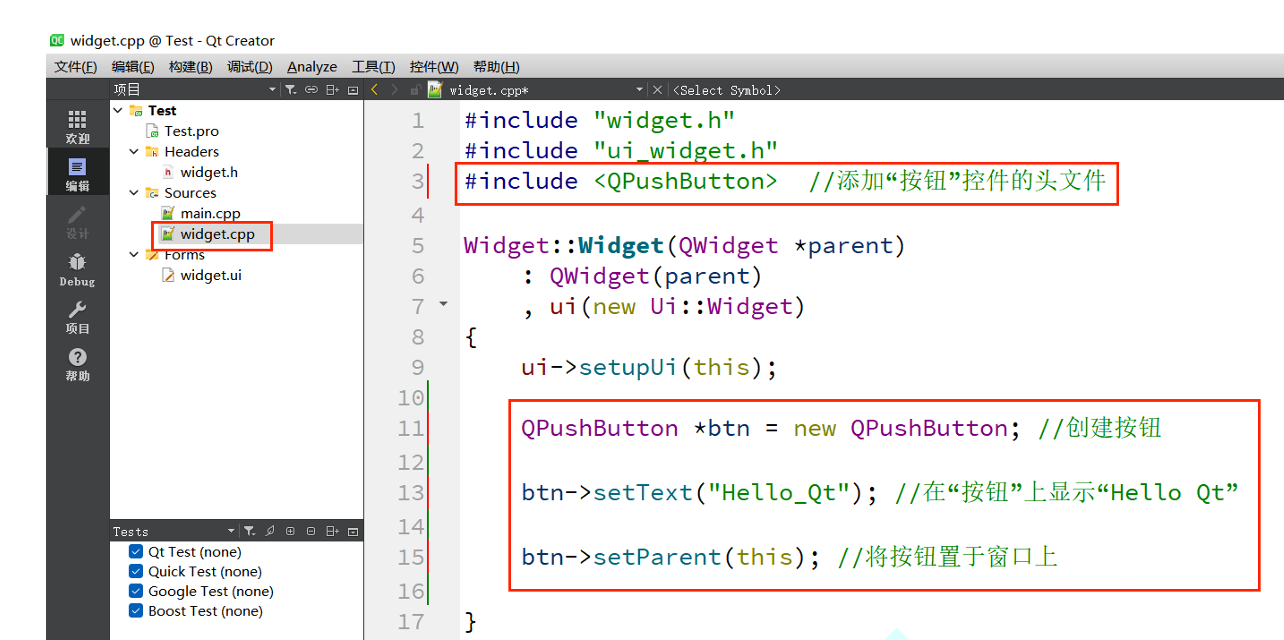 widget.cpp @ Test - Qt Creator
文件(F) 编辑(E) 构建(B) 调试(D) Analyze 工具(T) 控件(W) 帮助(H)
项目
widget.cpp* <Select Symbol>
欢迎
编辑
设计
Debug
项目
帮助
Test
Test.pro
Headers
widget.h
Sources
main.cpp
widget.cpp
Forms
widget.ui
Tests
Qt Test (none)
Quick Test (none)
Google Test (none)
Boost Test (none)
1 #include "widget.h"
2 #include "ui_widget.h"
3 #include <QPushButton> //添加“按钮”控件的头文件
4
5 Widget::Widget(QWidget *parent)
6 : QWidget(parent)
7 , ui(new Ui::Widget)
8 {
9 ui->setupUi(this);
10
11 QPushButton *btn = new QPushButton; //创建按钮
12
13 btn->setText("Hello_Qt"); //在“按钮”上显示“Hello Qt”
14
15 btn->setParent(this); //将按钮置于窗口上
16
17 }